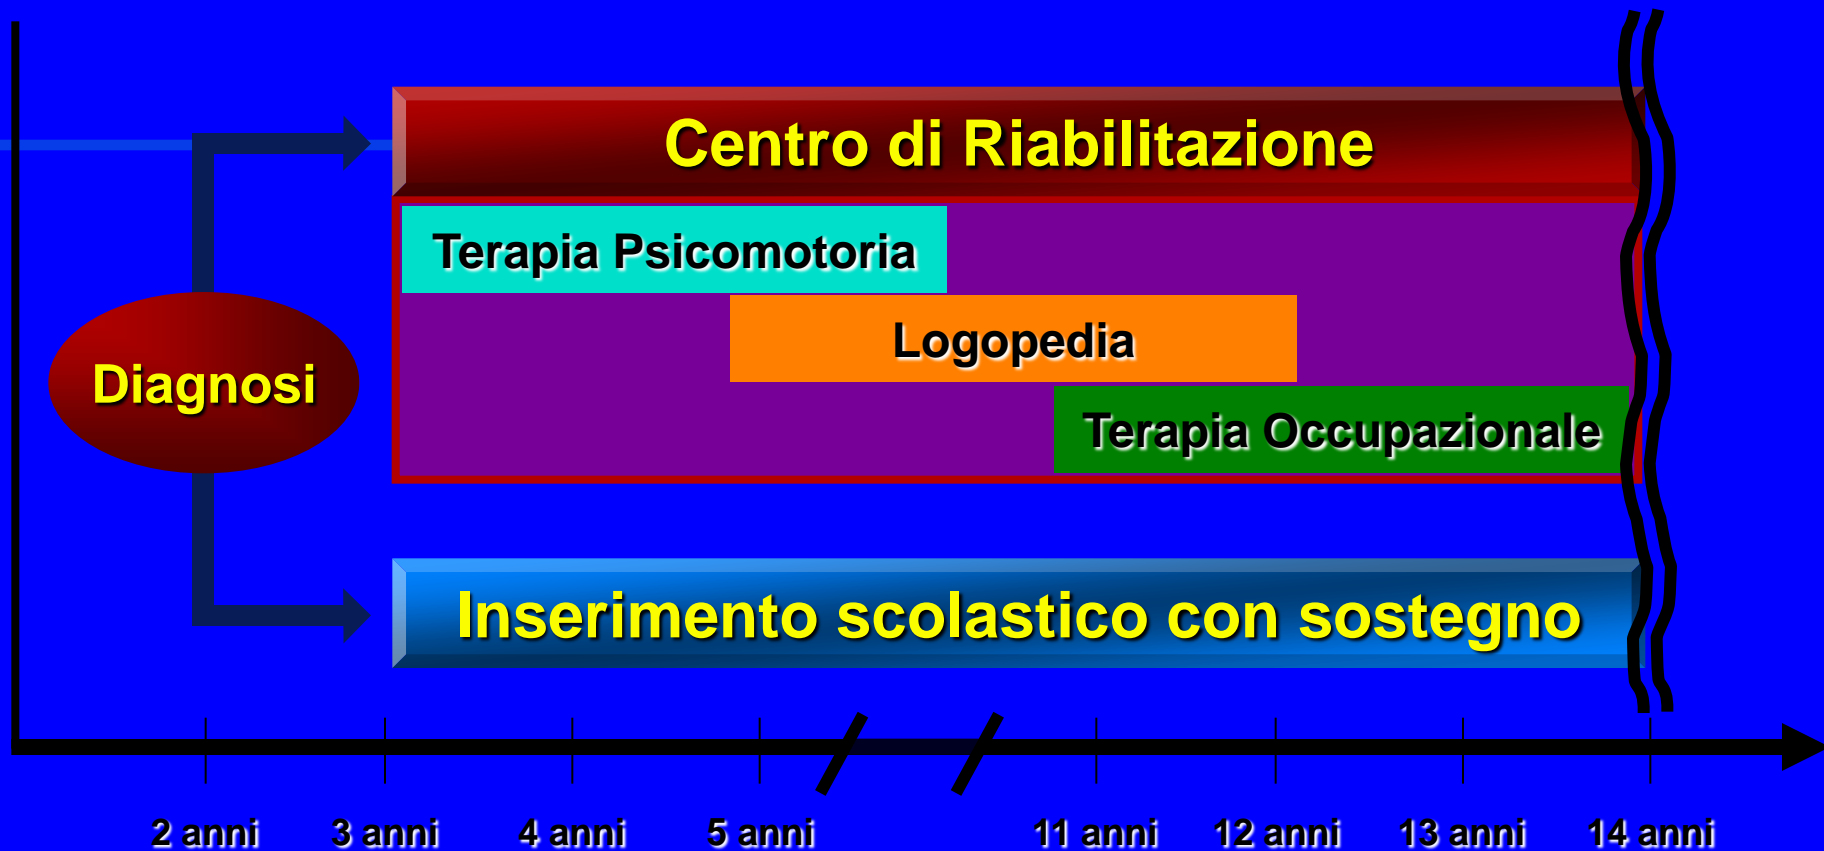 Centro di Riabilitazione
Terapia Psicomotoria
Logopedia
Diagnosi
Terapia Occupazionale
Inserimento scolastico con sostegno
2 anni 3 anni 4 anni 5 anni 11 anni 12 anni 13 anni 14 anni